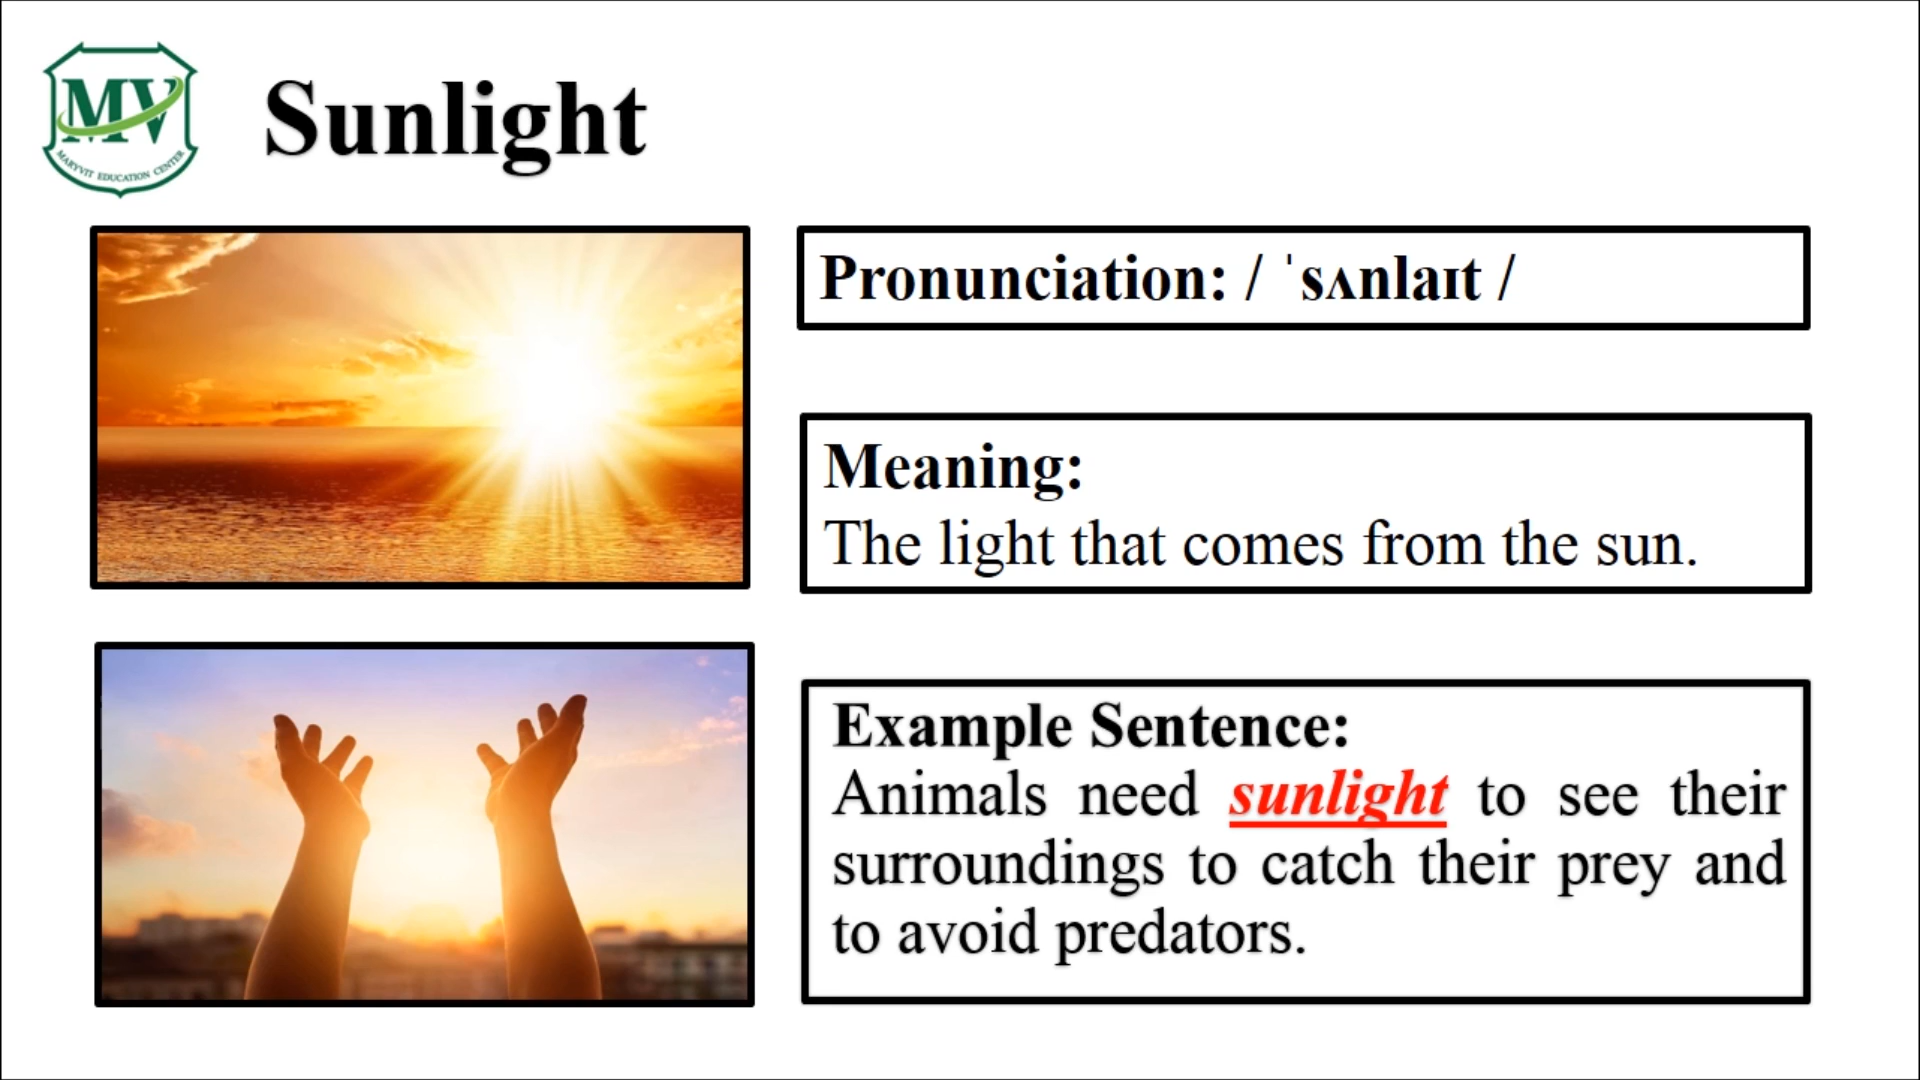 MV
MARYVIT EDUCATION CENTER
Sunlight
Pronunciation: / ˈsʌnlaɪt /
Meaning:
The light that comes from the sun.
Example Sentence:
Animals need sunlight to see their
surroundings to catch their prey and
to avoid predators.